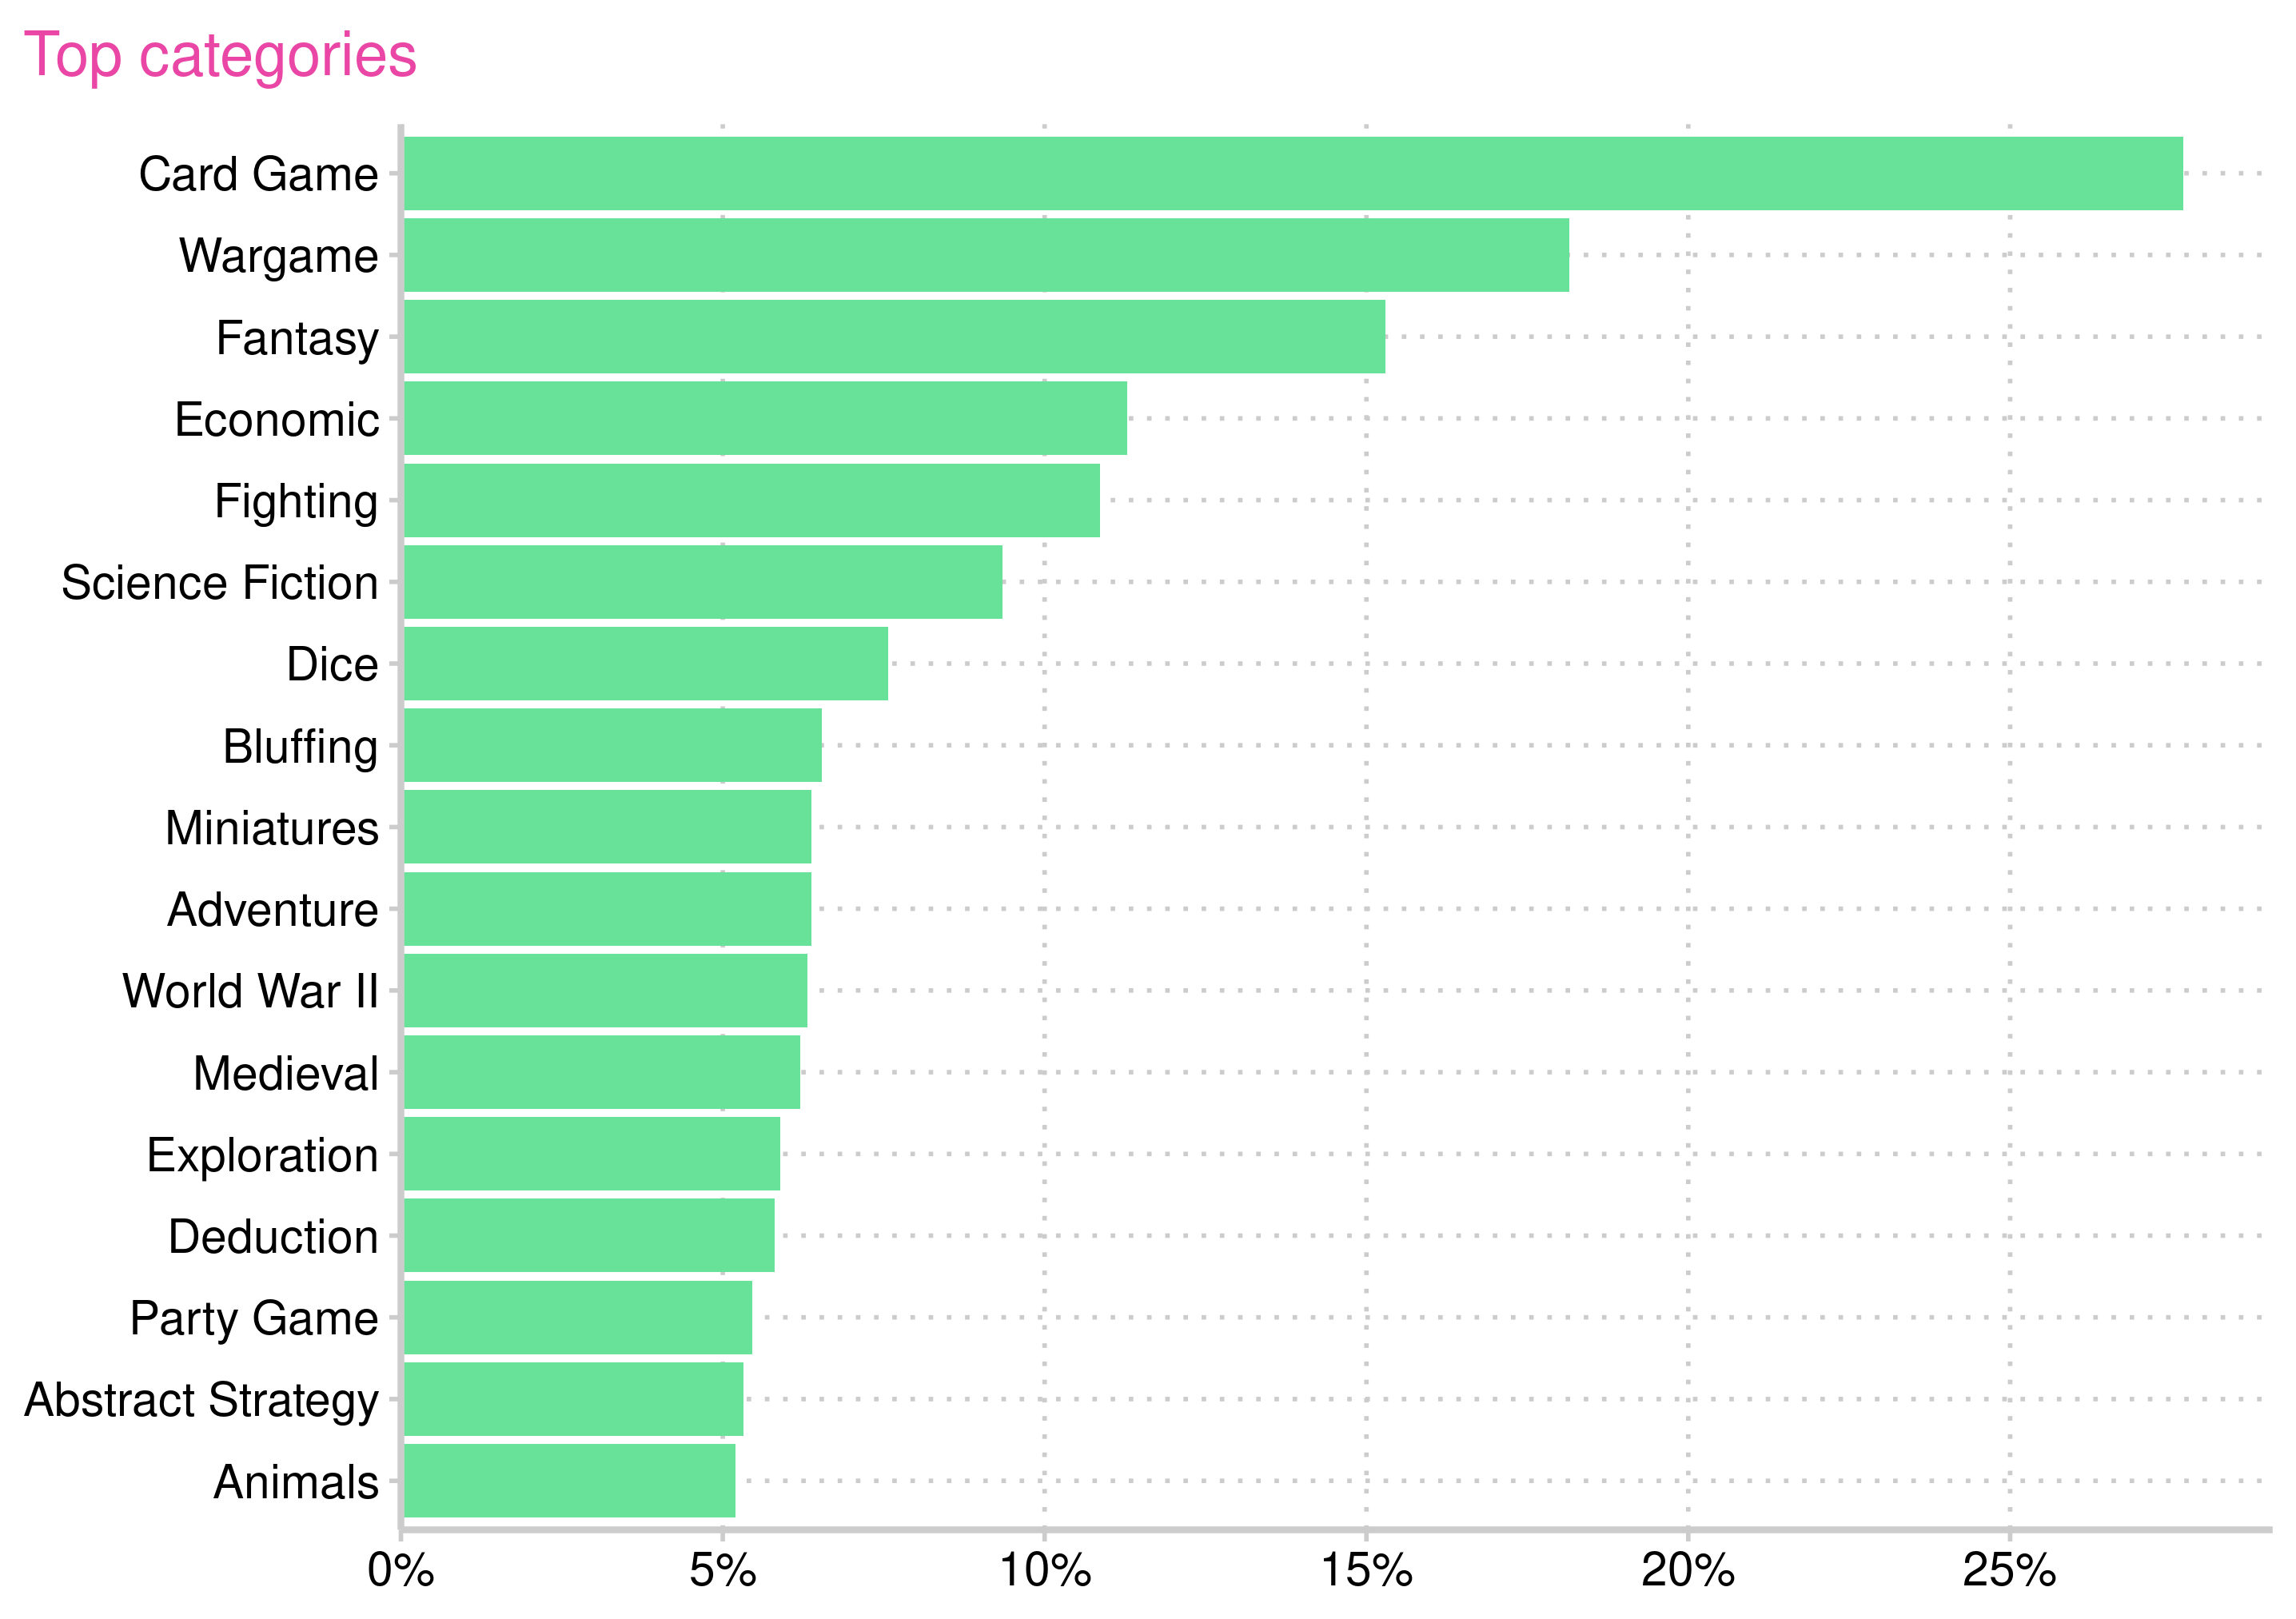 Top categories
Card Game
Wargame
Fantasy
Economic
Fighting
Science Fiction
Dice
Bluffing
Miniatures
Adventure
World War II
Medieval
Exploration
Deduction
Party Game
Abstract Strategy
Animals
0% 5% 10% 15% 20% 25%